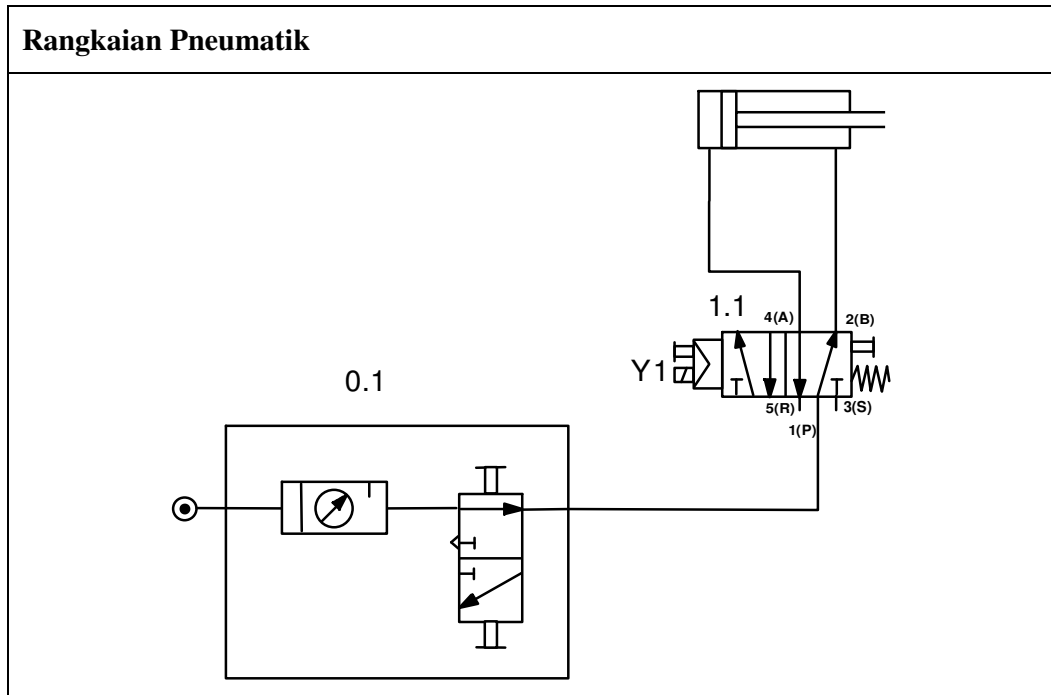 Rangkaian Pneumatik
1.1
4(A)
2(B)
Y1
0.1
5(R)
3(S)
1(P)